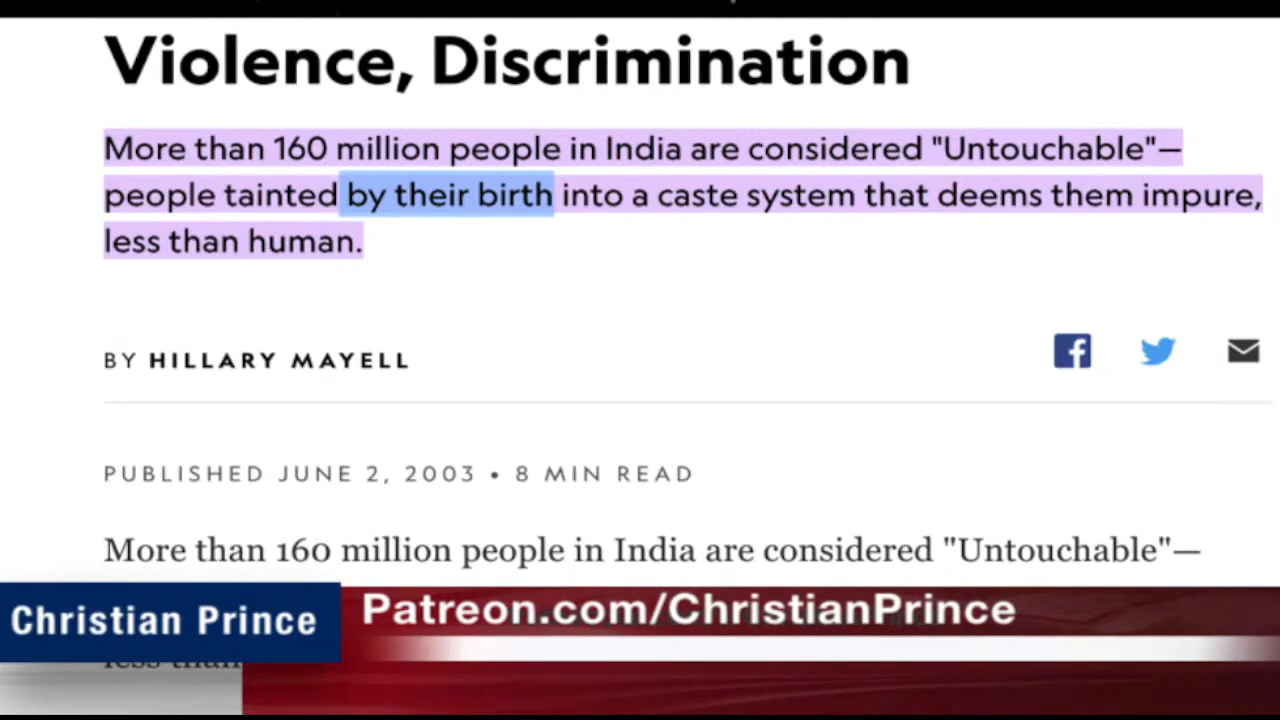 Violence, Discrimination
More than 160 million people in India are considered "Untouchable"—
people tainted by their birth into a caste system that deems them impure,
less than human.
BY HILLARY MAYELL
PUBLISHED JUNE 2, 2003 • 8 MIN READ
More than 160 million people in India are considered "Untouchable"—
Christian Prince
Patreon.com/ChristianPrince
less than